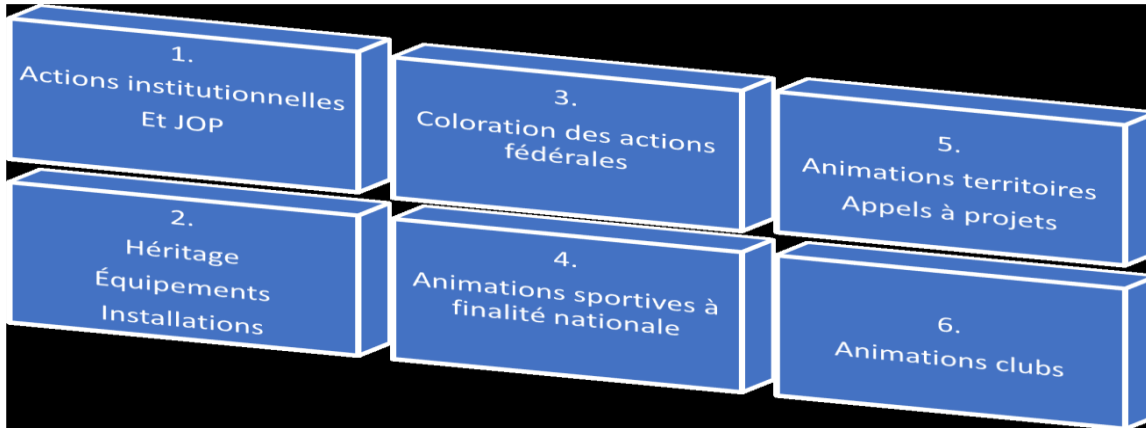 1.
Actions institutionnelles
Et JOP
2.
Héritage
Équipements
Installations
3.
Coloration des actions
fédérales
4.
Animations sportives à
finalité nationale
5.
Animations territoires
Appels à projets
6.
Animations clubs